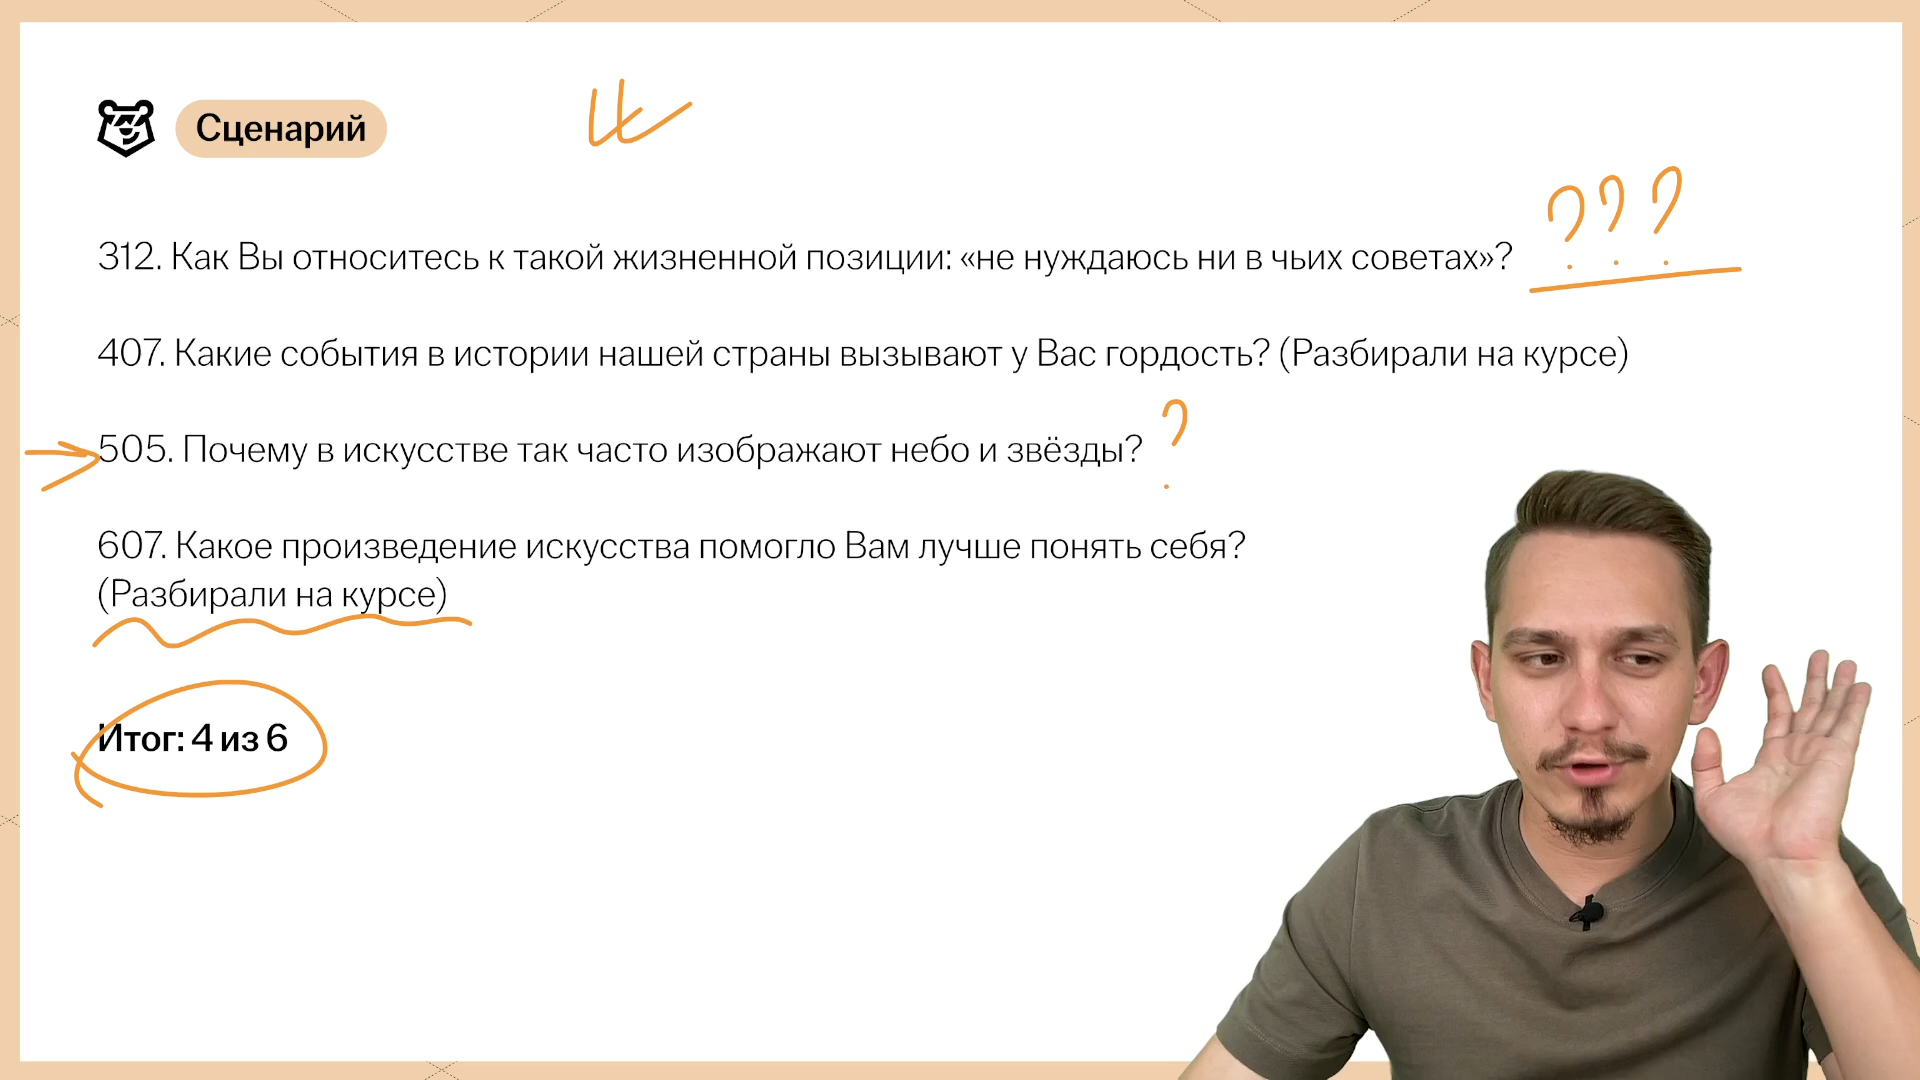 Сценарий
???
312. Как Вы относитесь к такой жизненной позиции: «не нуждаюсь ни в чьих советах»?
407. Какие события в истории нашей страны вызывают у Вас гордость? (Разбирали на курсе)
505. Почему в искусстве так часто изображают небо и звёзды? ?
607. Какое произведение искусства помогло Вам лучше понять себя?
(Разбирали на курсе)
Итог: 4 из 6